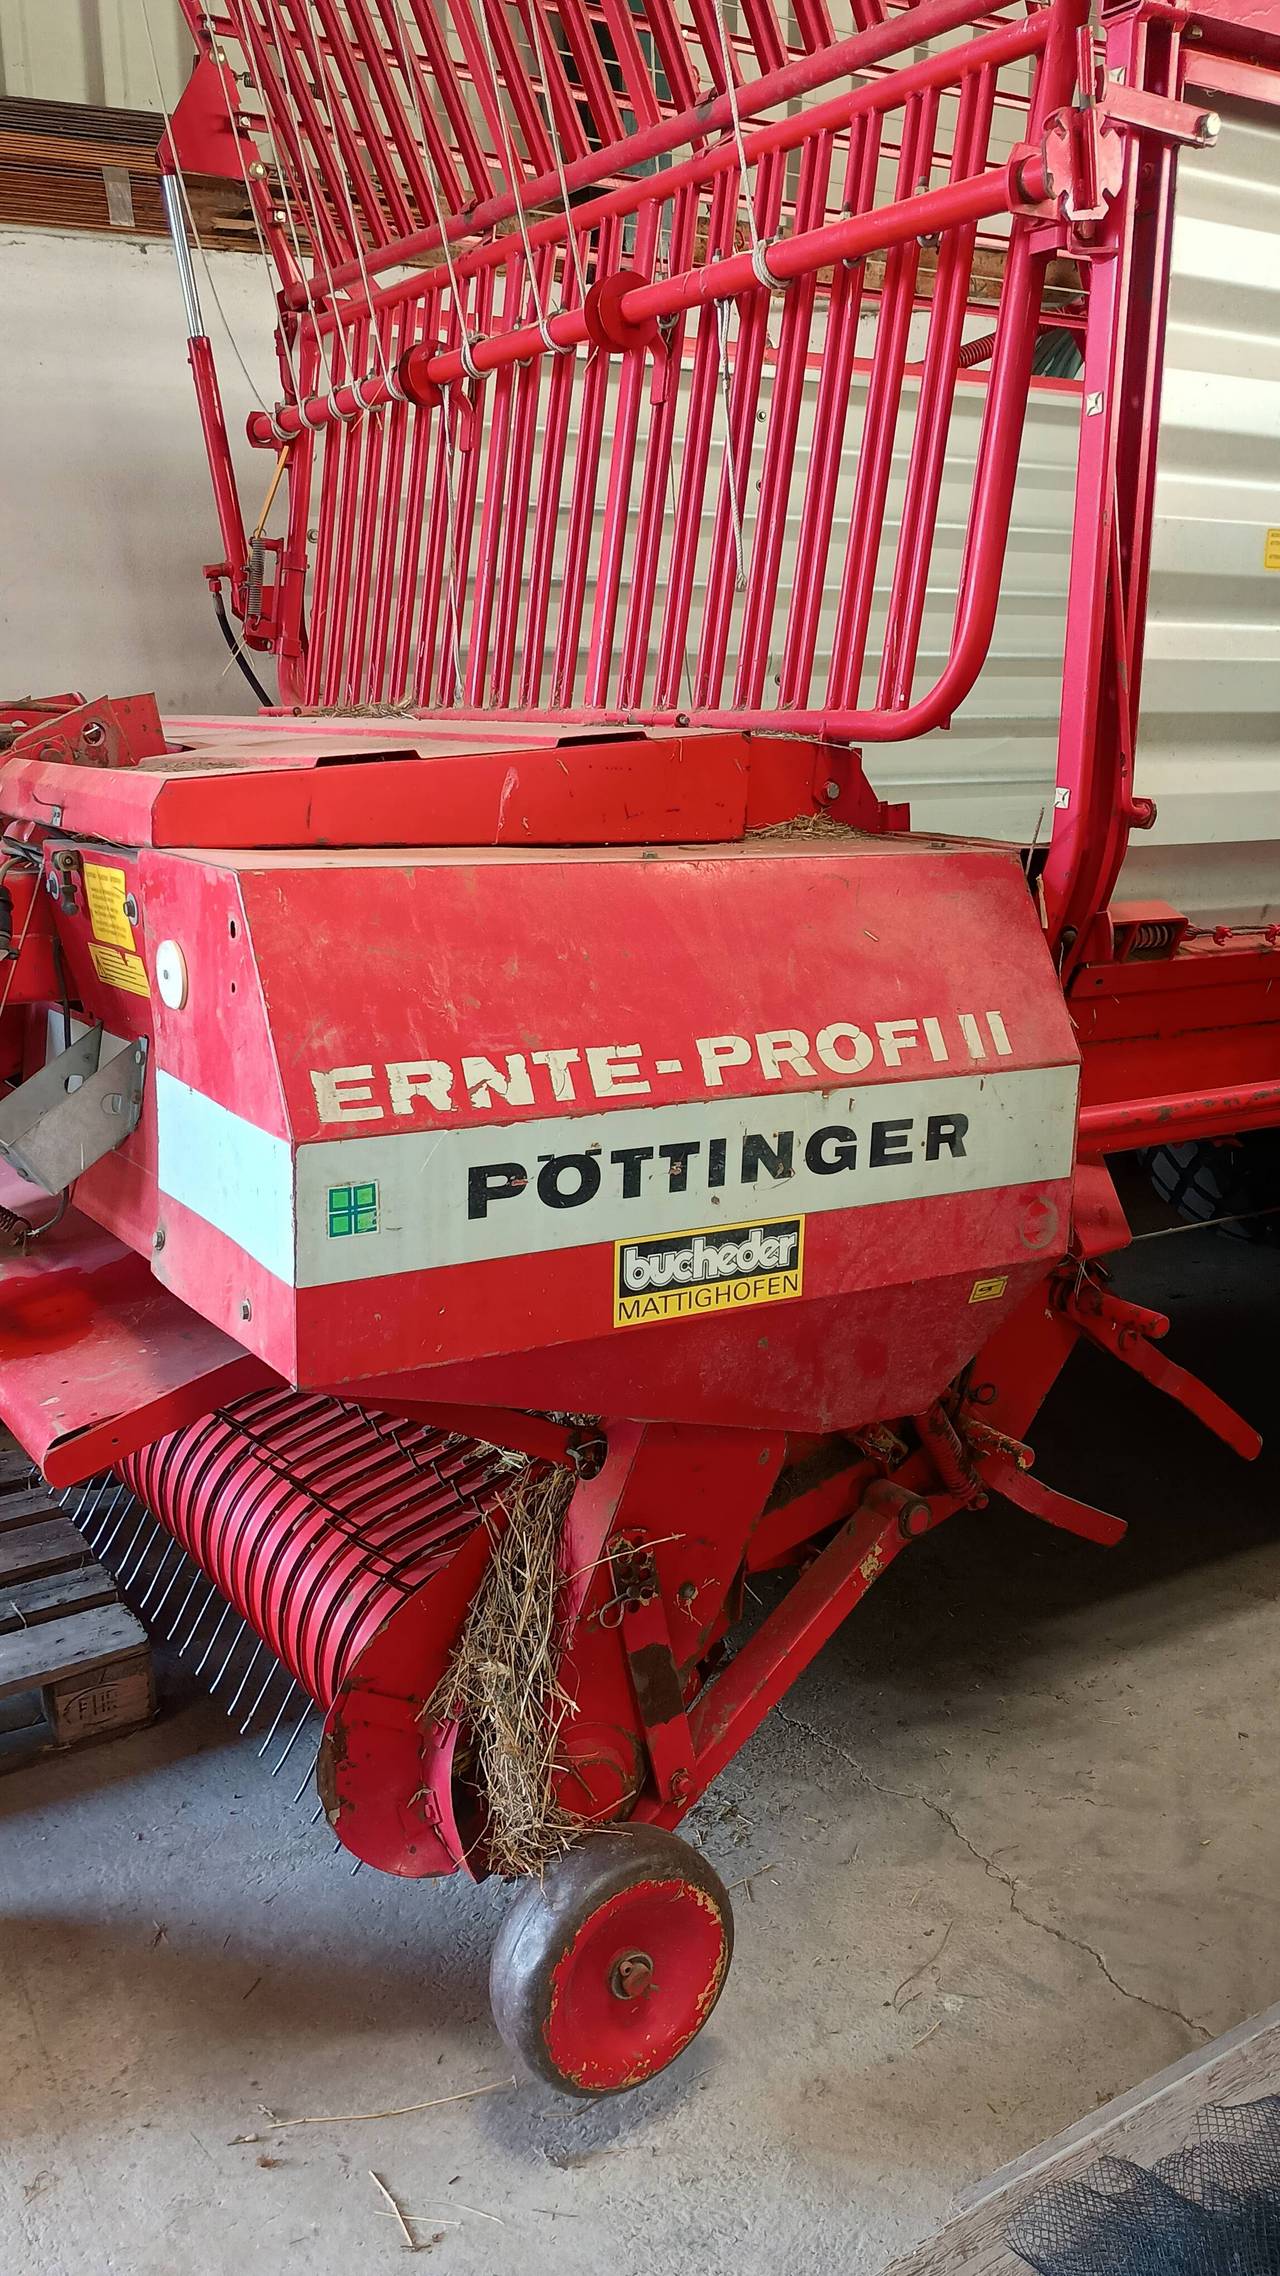 ERNTE-PROFI II
PÖTTINGER
bucheder
MATTIGHOFEN